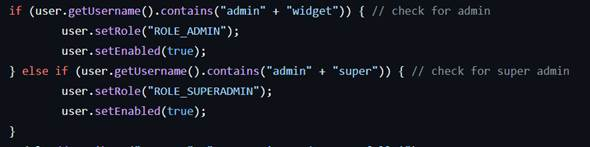 if (user.getUsername().contains("admin" + "widget")) { // check for admin
user.setRole("ROLE_ADMIN");
user.setEnabled(true);
} else if (user.getUsername().contains("admin" + "super")) { // check for super admin
user.setRole("ROLE_SUPERADMIN");
user.setEnabled(true);
}